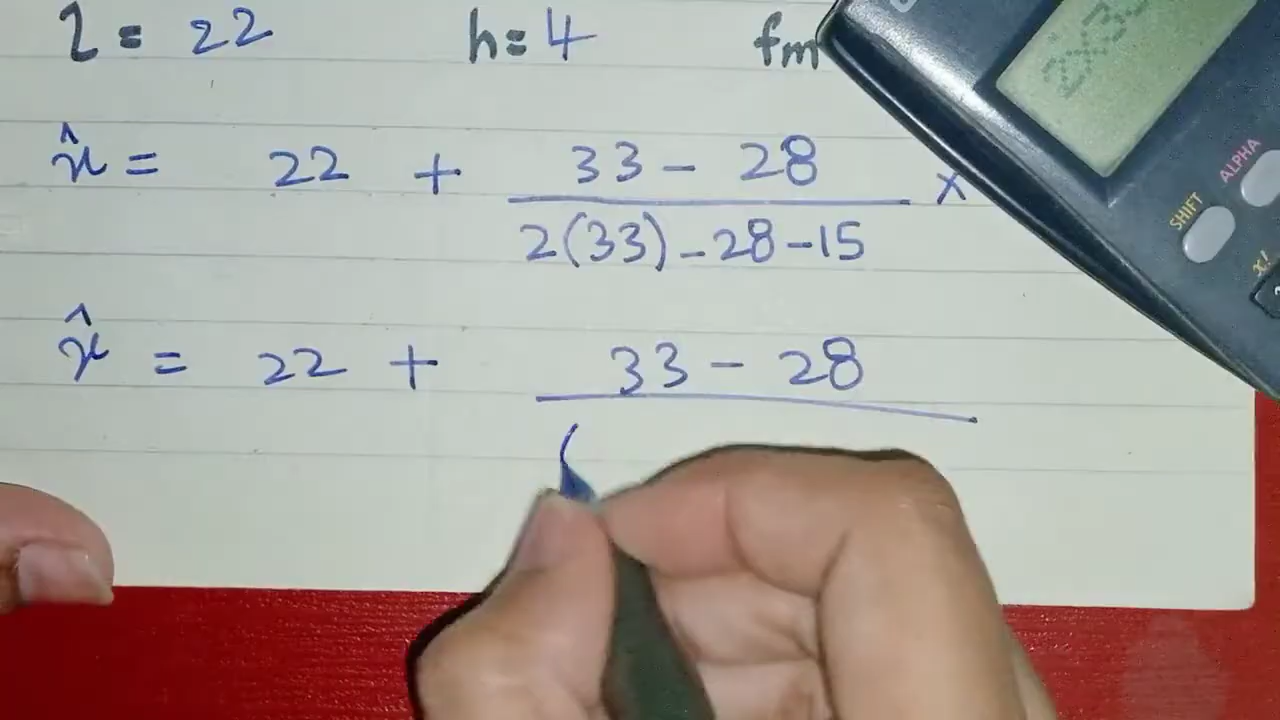 l = 22 h = 4 fm
x̂ = 22 + 33 - 28 ×
2(33) - 28 - 15
x̂ = 22 + 33 - 28
SHIFT ALPHA
x!